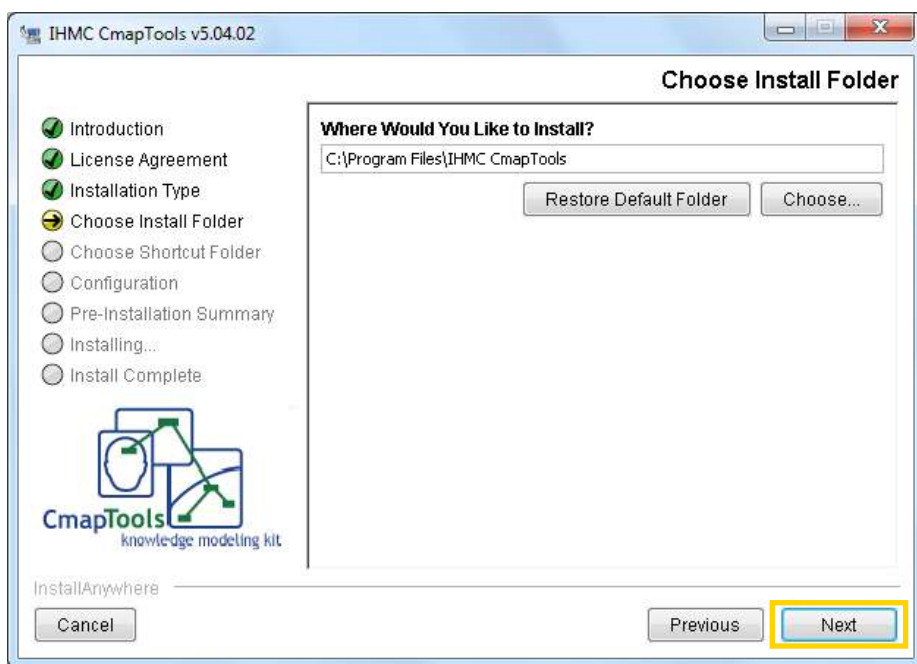 IHMC CmapTools v5.04.02
Choose Install Folder
Introduction
License Agreement
Installation Type
Choose Install Folder
Choose Shortcut Folder
Configuration
Pre-Installation Summary
Installing...
Install Complete
CmapTools
knowledge modeling kit
Where Would You Like to Install?
C:\Program Files\IHMC CmapTools
Restore Default Folder Choose...
InstallAnywhere
Cancel Previous Next